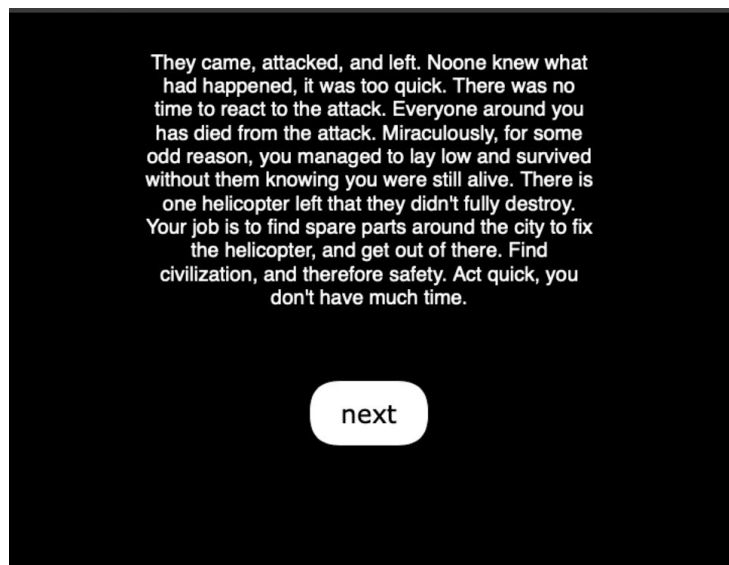 They came, attacked, and left. Noone knew what
had happened, it was too quick. There was no
time to react to the attack. Everyone around you
has died from the attack. Miraculously, for some
odd reason, you managed to lay low and survived
without them knowing you were still alive. There is
one helicopter left that they didn't fully destroy.
Your job is to find spare parts around the city to fix
the helicopter, and get out of there. Find
civilization, and therefore safety. Act quick, you
don't have much time.
next